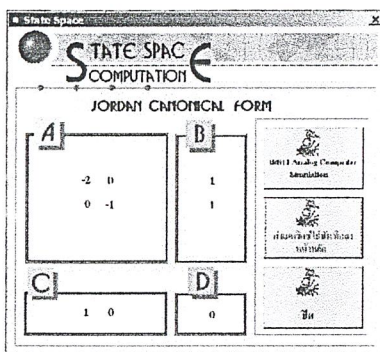 State Space
STATE SPACE
COMPUTATION
JORDAN CANONICAL FORM
A
B
-2 0
0 -1
1
1
Analog Computer
Simulation
C
D
1 0
0
ปิด